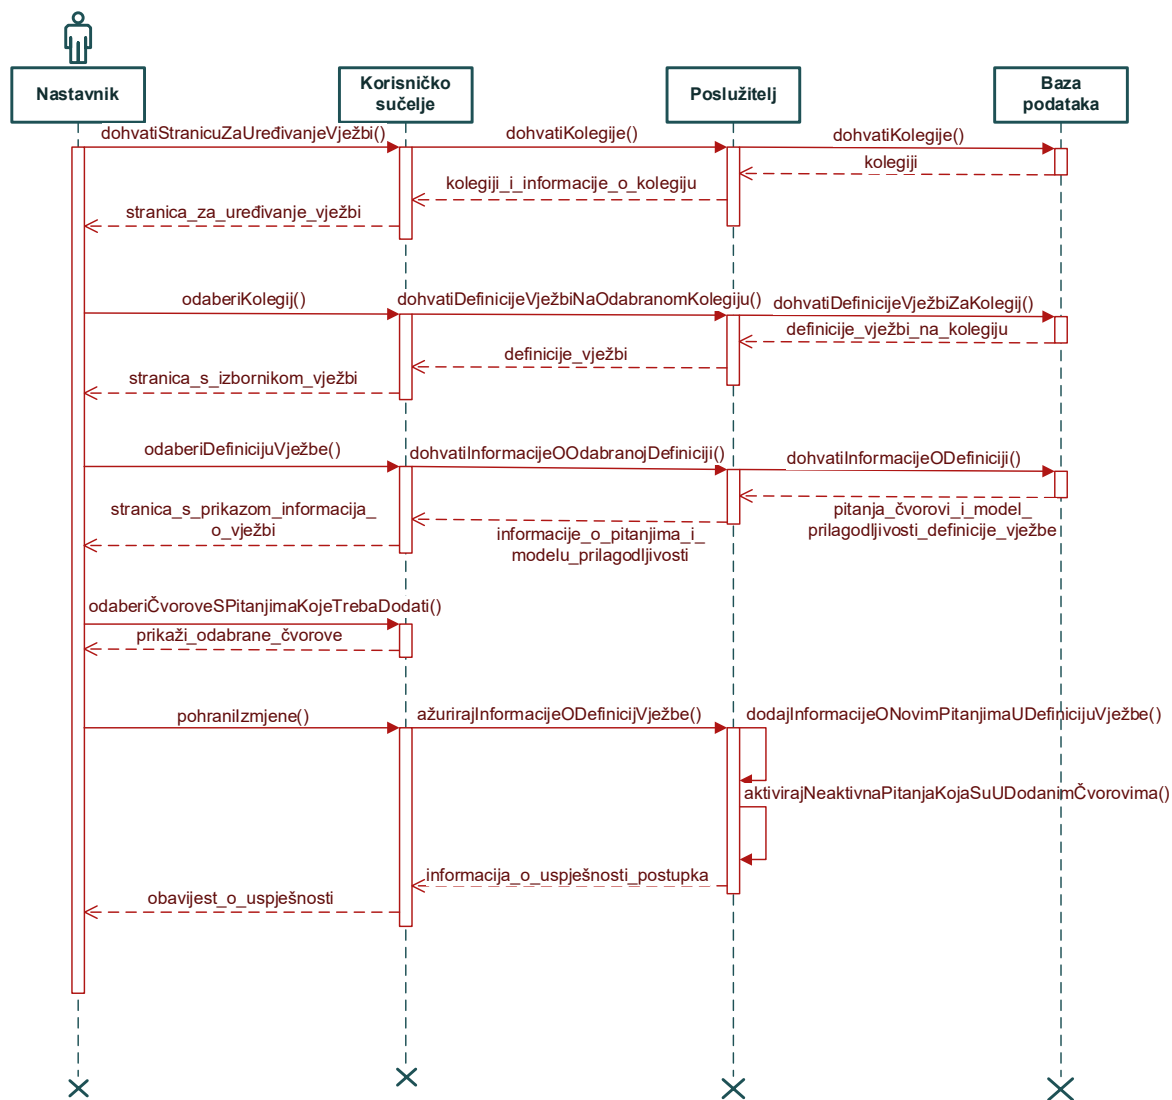 Nastavnik
Korisničko
sučelje
Poslužitelj
Baza
podataka
dohvatiStranicuZaUređivanjeVježbi()
dohvatiKolegije()
dohvatiKolegije()
kolegiji
kolegiji_i_informacije_o_kolegiju
stranica_za_uređivanje_vježbi
odaberiKolegij()
dohvatiDefinicijeVježbiNaOdabranomKolegiju()
dohvatiDefinicijeVježbiZaKolegij()
definicije_vježbi_na_kolegiju
definicije_vježbi
stranica_s_izbornikom_vježbi
odaberiDefinicijuVježbe()
dohvatiInformacijeOOdabranojDefiniciji()
dohvatiInformacijeODefiniciji()
stranica_s_prikazom_informacija_
o_vježbi
informacije_o_pitanjima_i_
modelu_prilagodljivosti
pitanja_čvorovi_i_model_
prilagodljivosti_definicije_vježbe
odaberiČvoroveSPitanjimaKojeTrebaDodati()
prikaži_odabrane_čvorove
pohraniIzmjene()
ažurirajInformacijeODefinicijVježbe()
dodajInformacijeONovimPitanjimaUDefinicijuVježbe()
aktivirajNeaktivnaPitanjaKojaSuUDodanimČvorovima()
informacija_o_uspješnosti_postupka
obavijest_o_uspješnosti